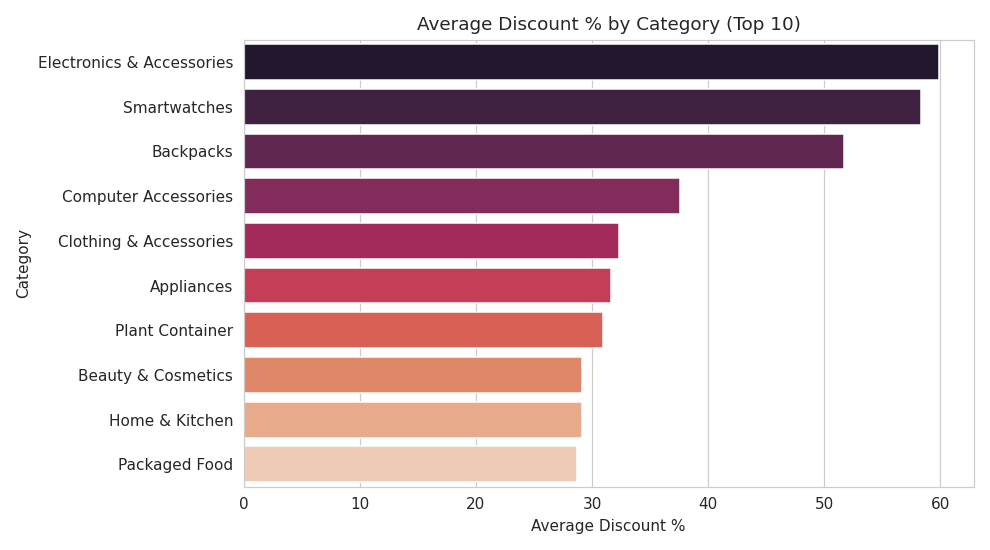 Average Discount % by Category (Top 10)
Category
Electronics & Accessories
Smartwatches
Backpacks
Computer Accessories
Clothing & Accessories
Appliances
Plant Container
Beauty & Cosmetics
Home & Kitchen
Packaged Food
0 10 20 30 40 50 60
Average Discount %